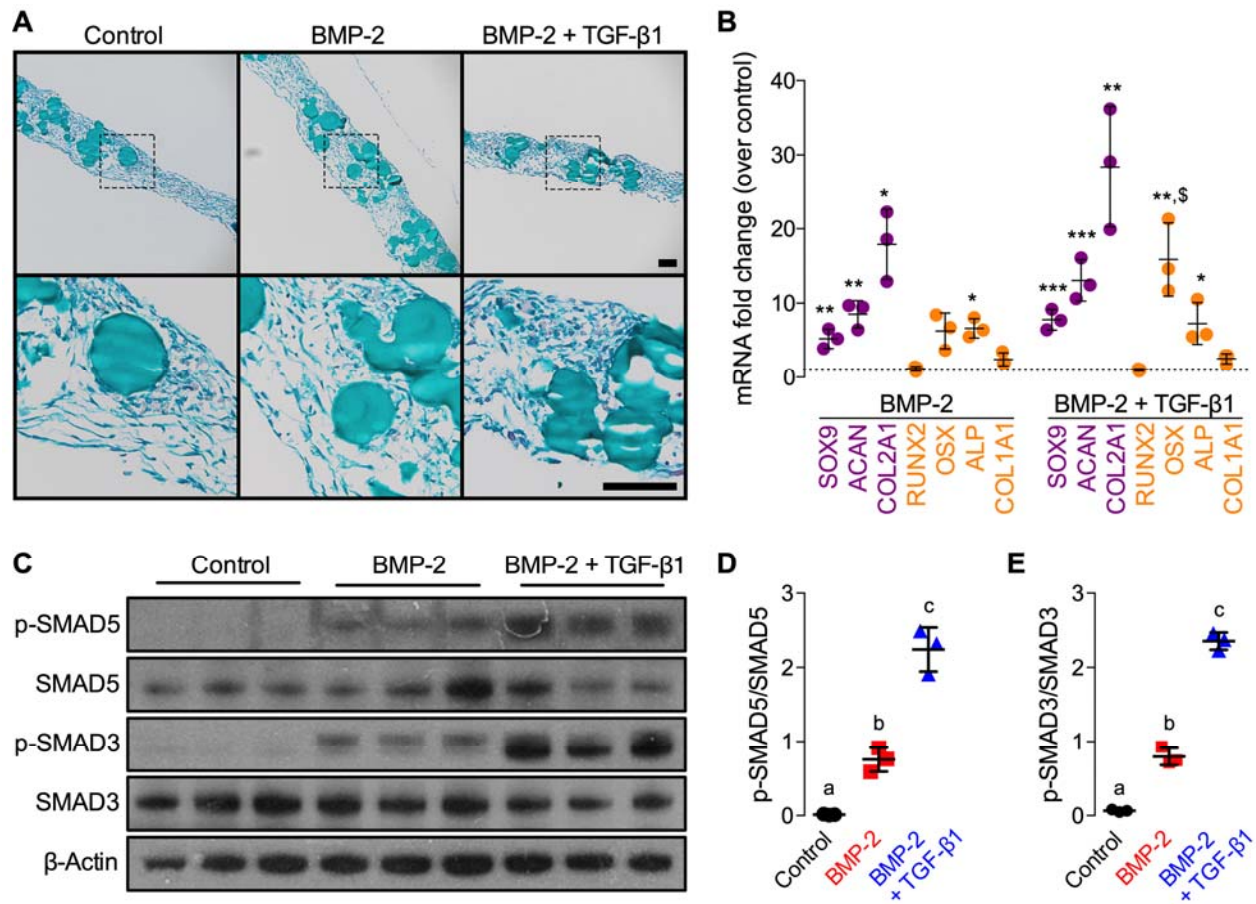 A
Control
BMP-2
BMP-2 + TGF-β1
B
mRNA fold change (over control)
40
30
20
10
0
**
**
*
*
***
***
**
**,$
*
BMP-2
BMP-2 + TGF-β1
SOX9
ACAN
COL2A1
RUNX2
OSX
ALP
COL1A1
SOX9
ACAN
COL2A1
RUNX2
OSX
ALP
COL1A1
C
Control
BMP-2
BMP-2 + TGF-β1
p-SMAD5
SMAD5
p-SMAD3
SMAD3
β-Actin
D
p-SMAD5/SMAD5
3
2
1
0
a
b
c
Control
BMP-2
BMP-2
+ TGF-β1
E
p-SMAD3/SMAD3
3
2
1
0
a
b
c
Control
BMP-2
BMP-2
+ TGF-β1